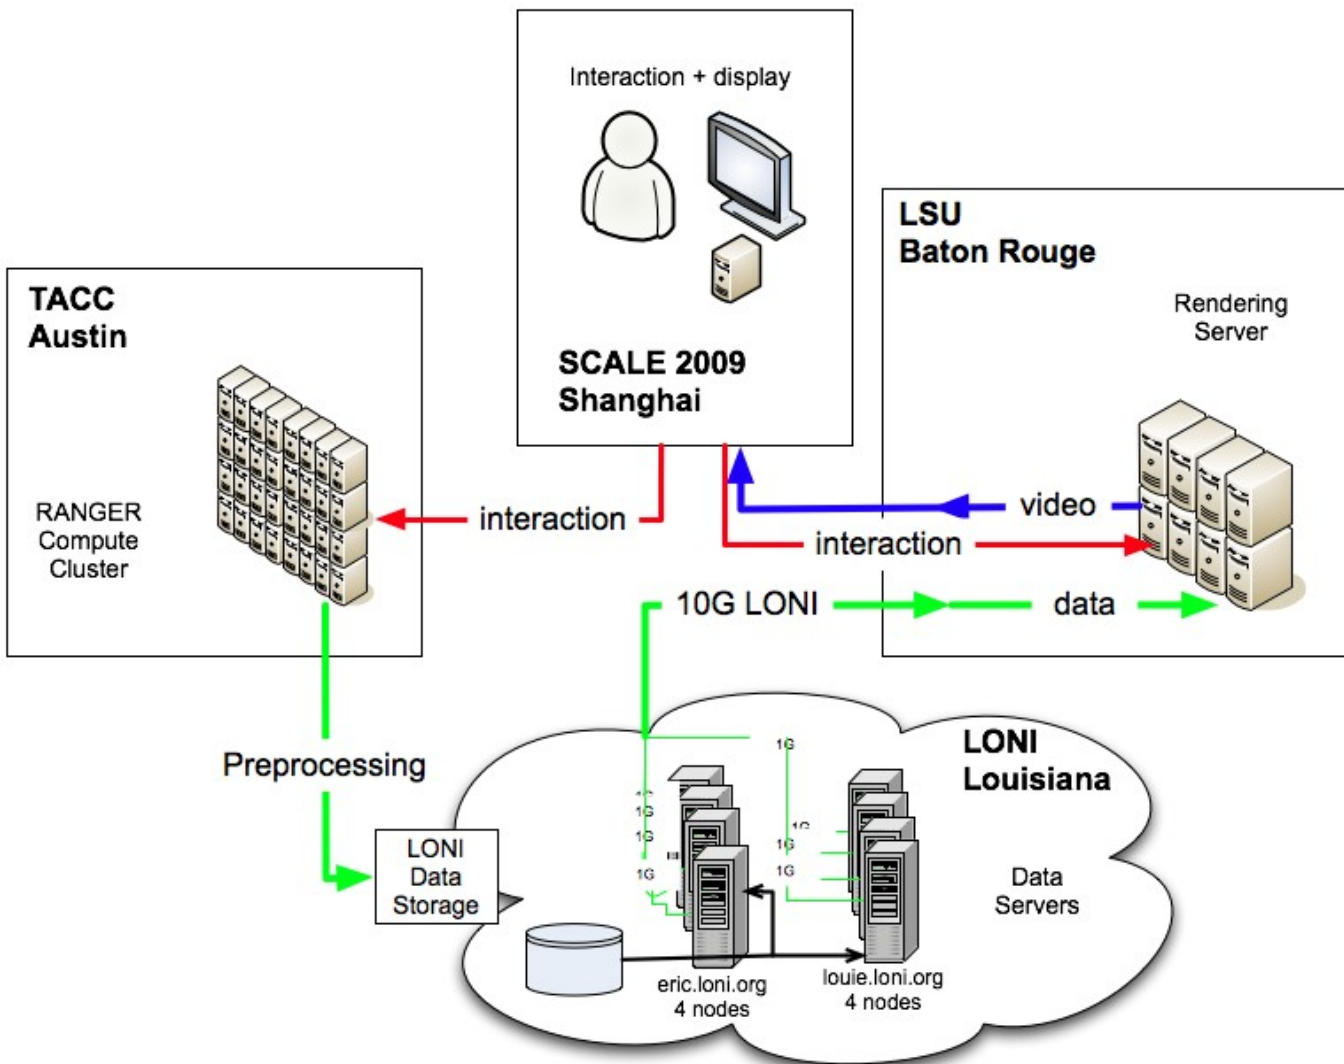 Interaction + display
SCALE 2009
Shanghai
LSU
Baton Rouge
Rendering
Server
TACC
Austin
RANGER
Compute
Cluster
interaction
video
interaction
10G LONI
data
Preprocessing
LONI
Data
Storage
LONI
Louisiana
1G
1G
1G
1G
1G
1G
1G
Data
Servers
eric.loni.org
4 nodes
louie.loni.org
4 nodes